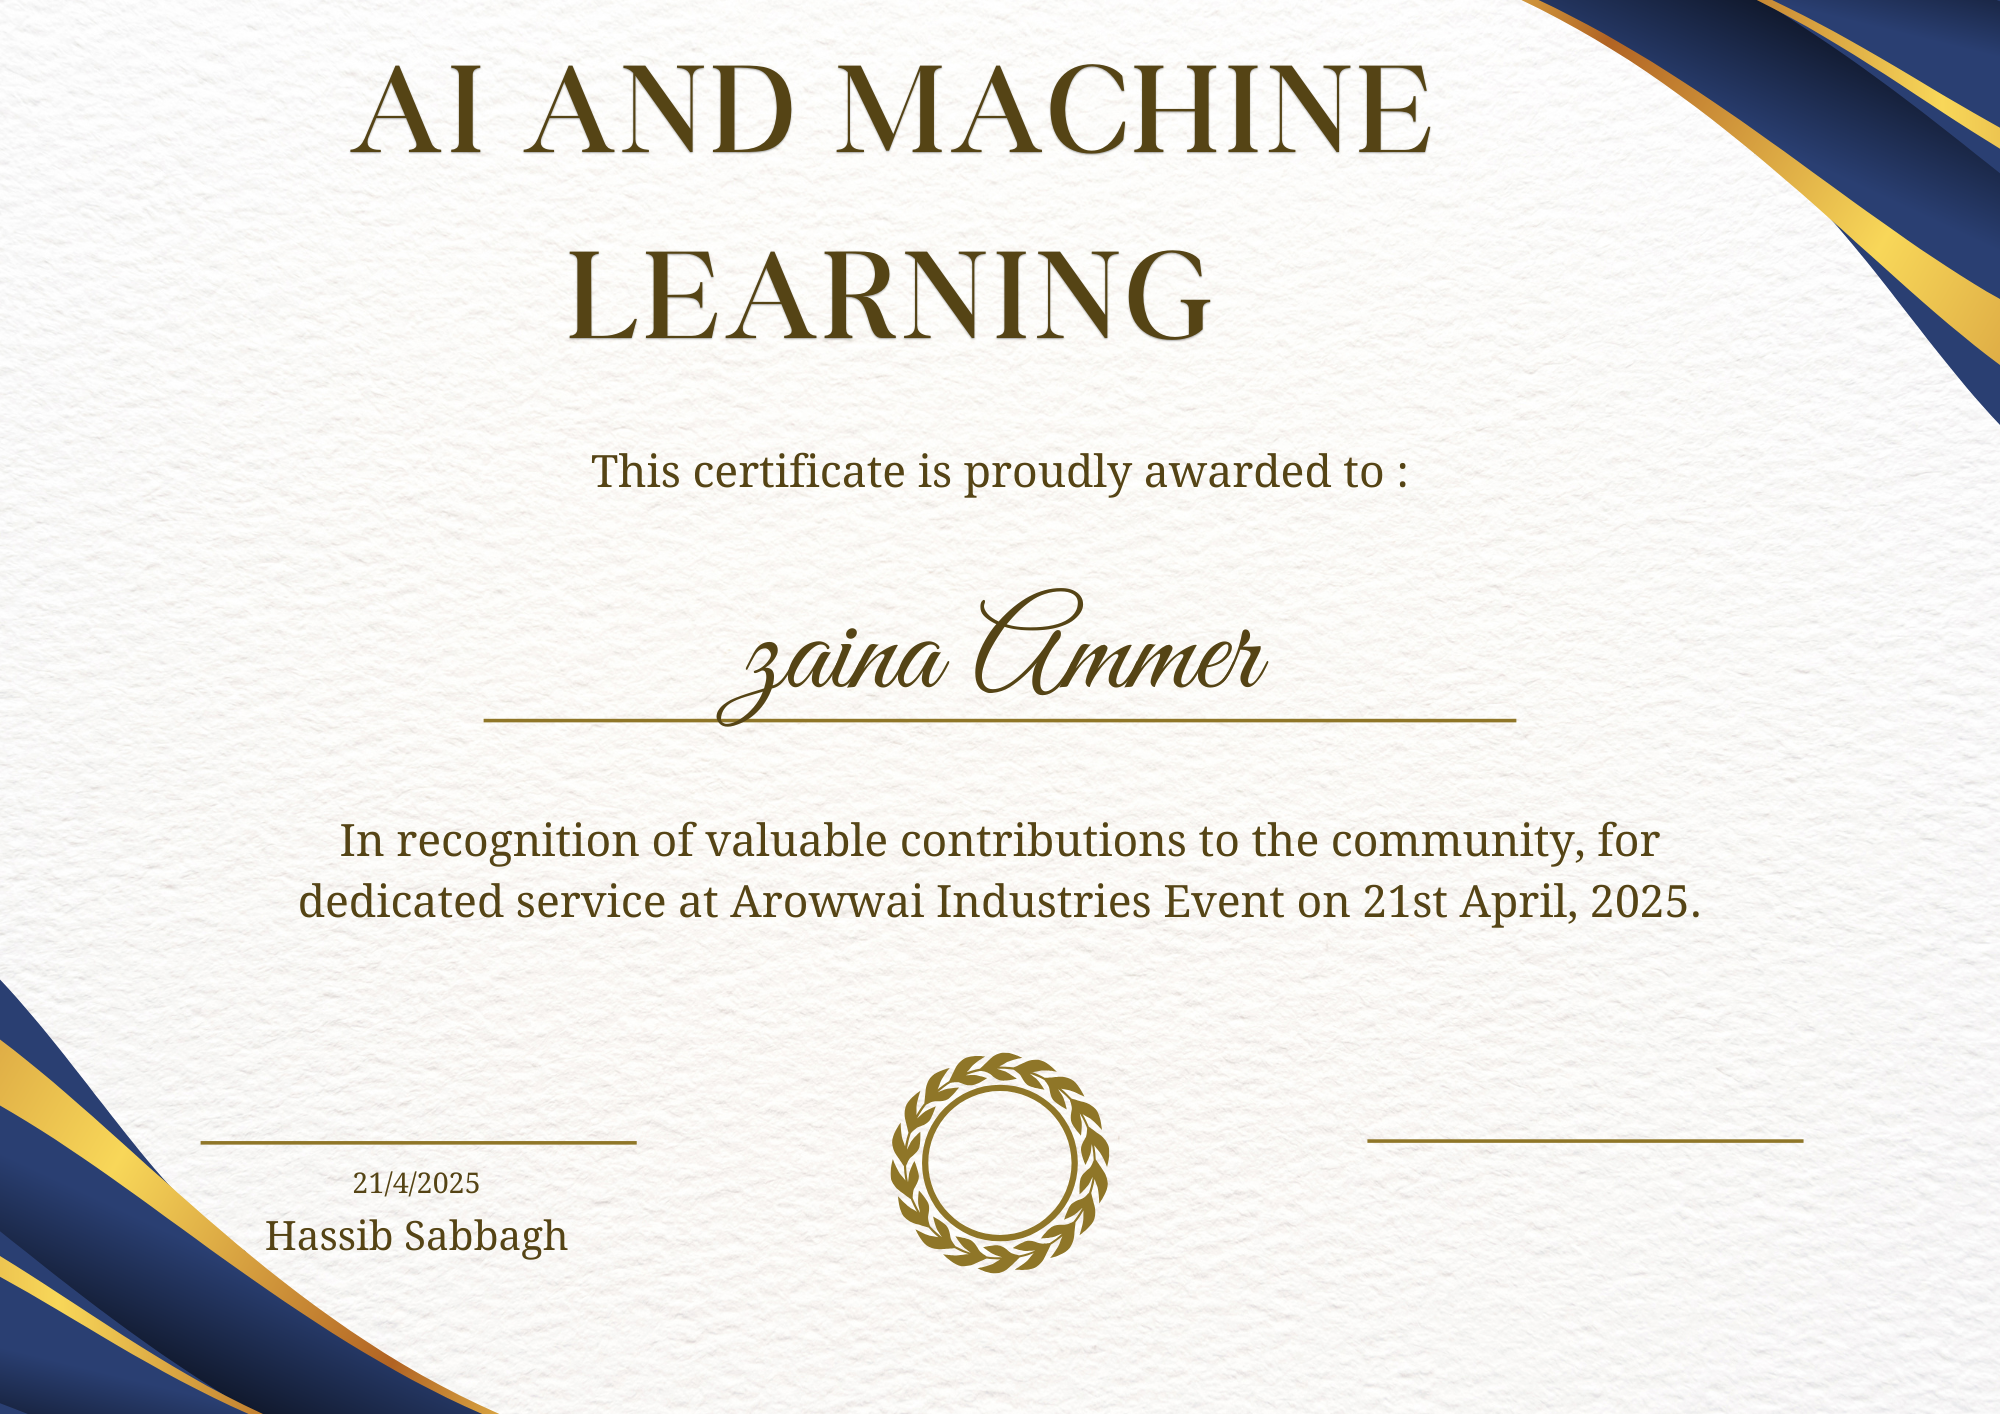 AI AND MACHINE
LEARNING
This certificate is proudly awarded to :
zaina Ammer
In recognition of valuable contributions to the community, for
dedicated service at Arowwai Industries Event on 21st April, 2025.
21/4/2025
Hassib Sabbagh